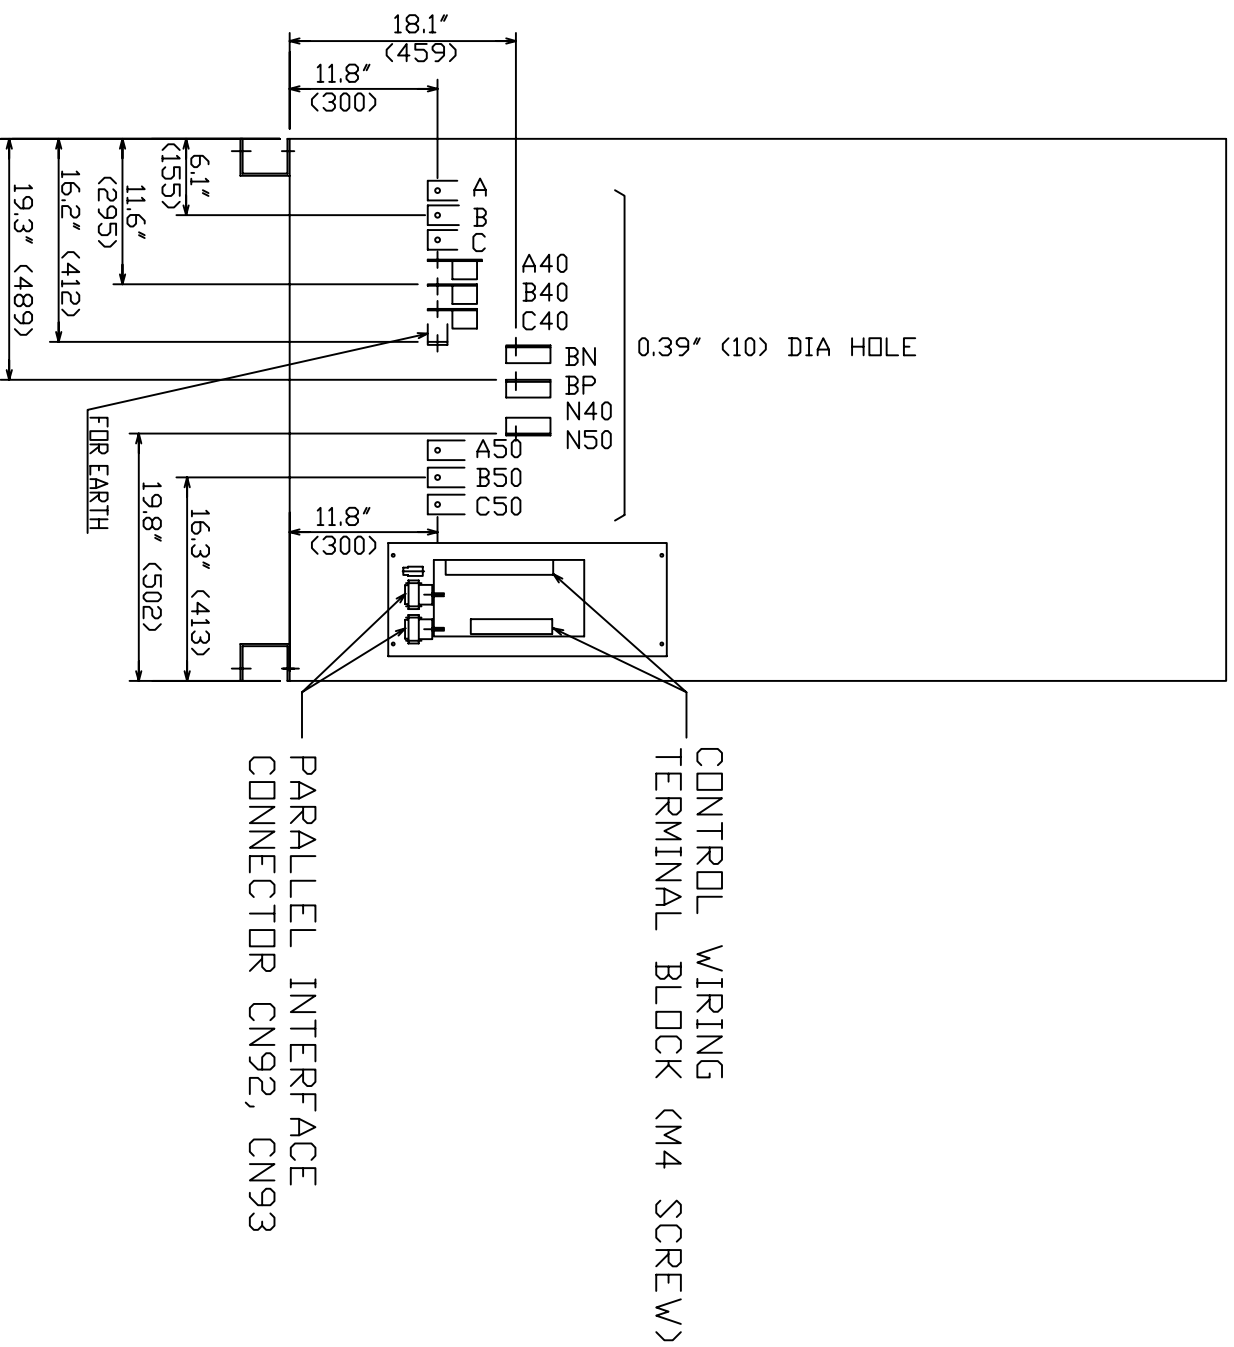 18.1"
(459)
11.8"
(300)
6.1"
(155)
11.6"
(295)
16.2" (412)
19.3" (489)
A
B
C
A40
B40
C40
BN
BP
N40
N50
A50
B50
C50
0.39" (10) DIA HOLE
FOR EARTH
11.8"
(300)
16.3" (413)
19.8" (502)
CONTROL WIRING
TERMINAL BLOCK (M4 SCREW)
PARALLEL INTERFACE
CONNECTOR CN92, CN93